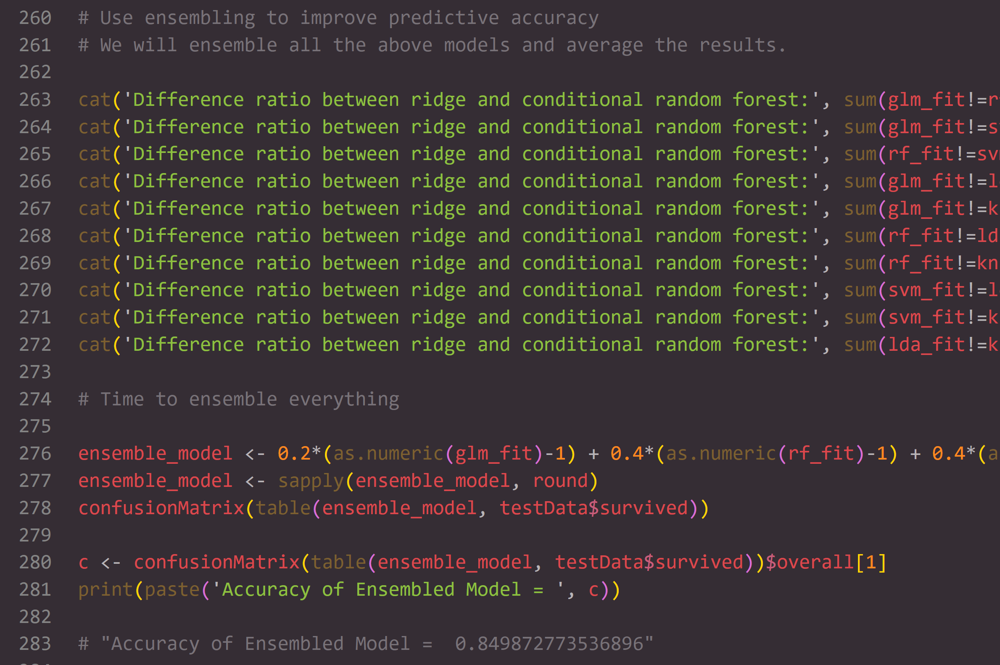 260 # Use ensembling to improve predictive accuracy
261 # We will ensemble all the above models and average the results.
262
263 cat('Difference ratio between ridge and conditional random forest:', sum(glm_fit!=r
264 cat('Difference ratio between ridge and conditional random forest:', sum(glm_fit!=s
265 cat('Difference ratio between ridge and conditional random forest:', sum(rf_fit!=sv
266 cat('Difference ratio between ridge and conditional random forest:', sum(glm_fit!=l
267 cat('Difference ratio between ridge and conditional random forest:', sum(glm_fit!=k
268 cat('Difference ratio between ridge and conditional random forest:', sum(rf_fit!=ld
269 cat('Difference ratio between ridge and conditional random forest:', sum(rf_fit!=kn
270 cat('Difference ratio between ridge and conditional random forest:', sum(svm_fit!=l
271 cat('Difference ratio between ridge and conditional random forest:', sum(svm_fit!=k
272 cat('Difference ratio between ridge and conditional random forest:', sum(lda_fit!=k
273
274 # Time to ensemble everything
275
276 ensemble_model <- 0.2*(as.numeric(glm_fit)-1) + 0.4*(as.numeric(rf_fit)-1) + 0.4*(a
277 ensemble_model <- sapply(ensemble_model, round)
278 confusionMatrix(table(ensemble_model, testData$survived))
279
280 c <- confusionMatrix(table(ensemble_model, testData$survived))$overall[1]
281 print(paste('Accuracy of Ensembled Model = ', c))
282
283 # "Accuracy of Ensembled Model =  0.849872773536896"